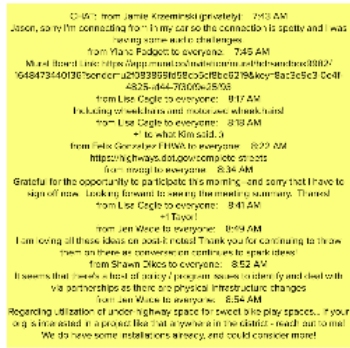 CHAT: from Jamie Krzeminski (privately): 7:43 AM
Jason, sorry I'm connecting from in my car so the connection is spotty and I was
having some audio challenges
from Ylane Padgett to everyone: 7:45 AM
Mural Board Link:
from Lisa Cagle to everyone: 8:17 AM
Including wheelchairs and motorized wheelchairs!
from Lisa Cagle to everyone: 8:18 AM
+1 to what Kim said. :)
from Felix Gonzalez FHWA to everyone: 8:22 AM
https://highways.dot.gov/complete-streets
from mvogl to everyone: 8:34 AM
Grateful for the opportunity to participate this morning -and sorry that I have to
sign off now. Looking forward to seeing the meeting summary. Thanks!
from Lisa Cagle to everyone: 8:41 AM
+1 Taylor!
from Jen Wade to everyone: 8:49 AM
I am loving all these ideas on post-it notes! Thank you for continuing to throw
them on there as conversation continues to spark ideas!
from Shawn Dikes to everyone: 8:52 AM
It seems that there's a host of policy / program issues to identify and deal with
via partnerships as there are physical infrastructure changes
from Jen Wade to everyone: 8:54 AM
Regarding utilization of under-highway space for sweet bike play spaces... if your
org is interested in a project like that anywhere in the district - reach out to me!
We do have some installations already, and could consider more!